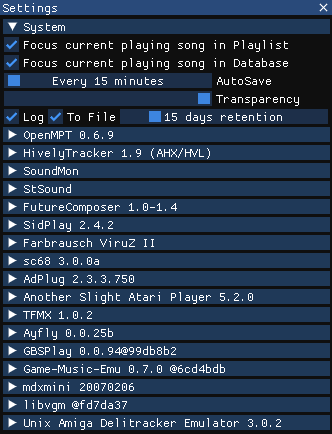 Settings
System
Focus current playing song in Playlist
Focus current playing song in Database
Every 15 minutes AutoSave
Transparency
Log To File 15 days retention
OpenMPT 0.6.9
HivelyTracker 1.9 (AHX/HVL)
SoundMon
StSound
FutureComposer 1.0-1.4
SidPlay 2.4.2
Farbrausch ViruZ II
sc68 3.0.0a
AdPlug 2.3.3.750
Another Slight Atari Player 5.2.0
TFMX 1.0.2
Ayfly 0.0.25b
GBSPlay 0.0.94@99db8b2
Game-Music-Emu 0.7.0 @6cd4bdb
mdxmini 20070206
libvgm @fd7da37
Unix Amiga Delitracker Emulator 3.0.2